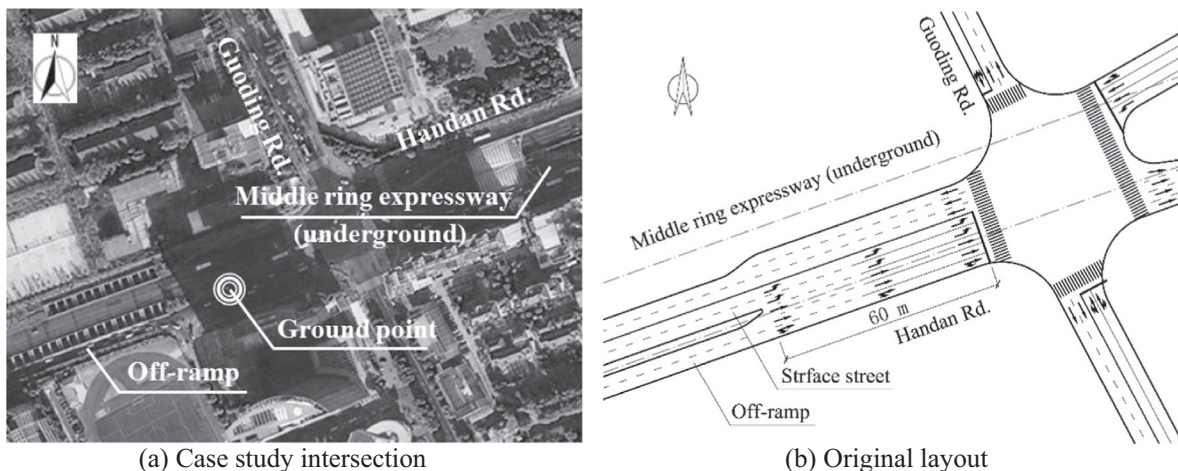 N
Guoding Rd.
Handan Rd.
Middle ring expressway
(underground)
Ground point
Off-ramp
(a) Case study intersection
Guoding Rd.
Middle ring expressway (underground)
60 m
Handan Rd.
Strface street
Off-ramp
(b) Original layout